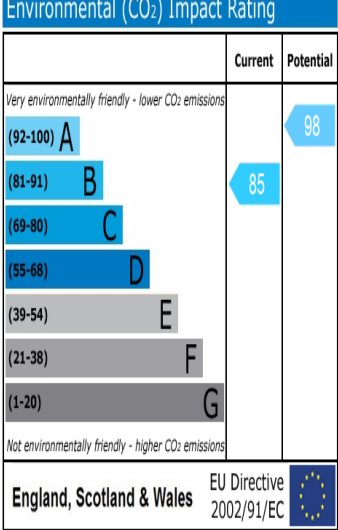 Environmental (CO₂) Impact Rating
Current Potential
Very environmentally friendly - lower CO₂ emissions
(92-100) A
98
(81-91) B
85
(69-80) C
(55-68) D
(39-54) E
(21-38) F
(1-20) G
Not environmentally friendly - higher CO₂ emissions
England, Scotland & Wales
EU Directive
2002/91/EC